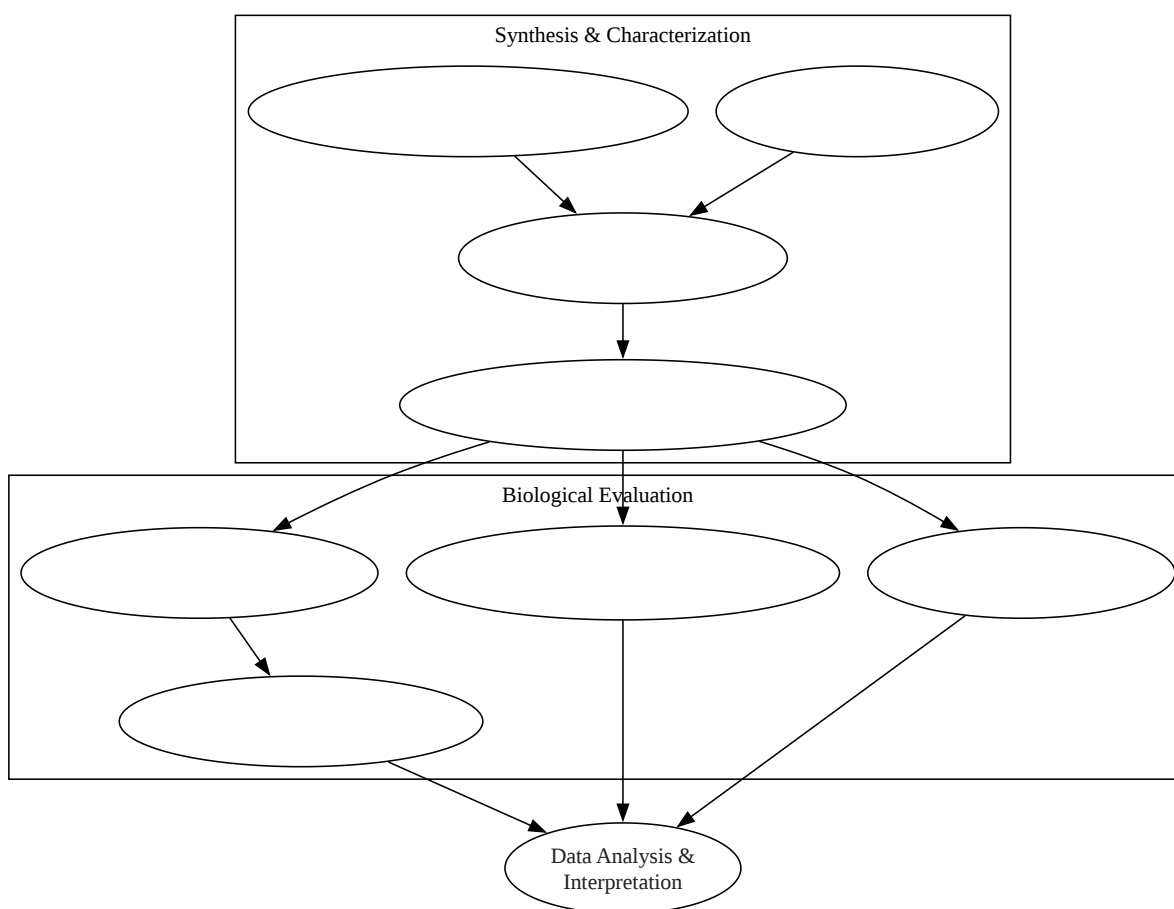 Synthesis & Characterization
Biological Evaluation
Data Analysis &
Interpretation